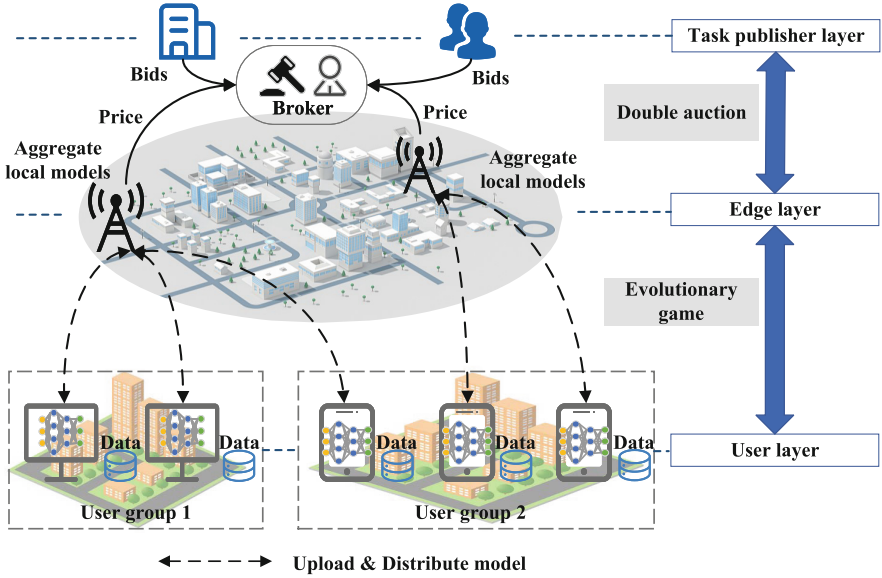 Task publisher layer
Bids
Bids
Broker
Price
Price
Double auction
Aggregate
local models
Aggregate
local models
Edge layer
Evolutionary
game
Data
Data
Data
Data
Data
User layer
User group 1
User group 2
Upload & Distribute model